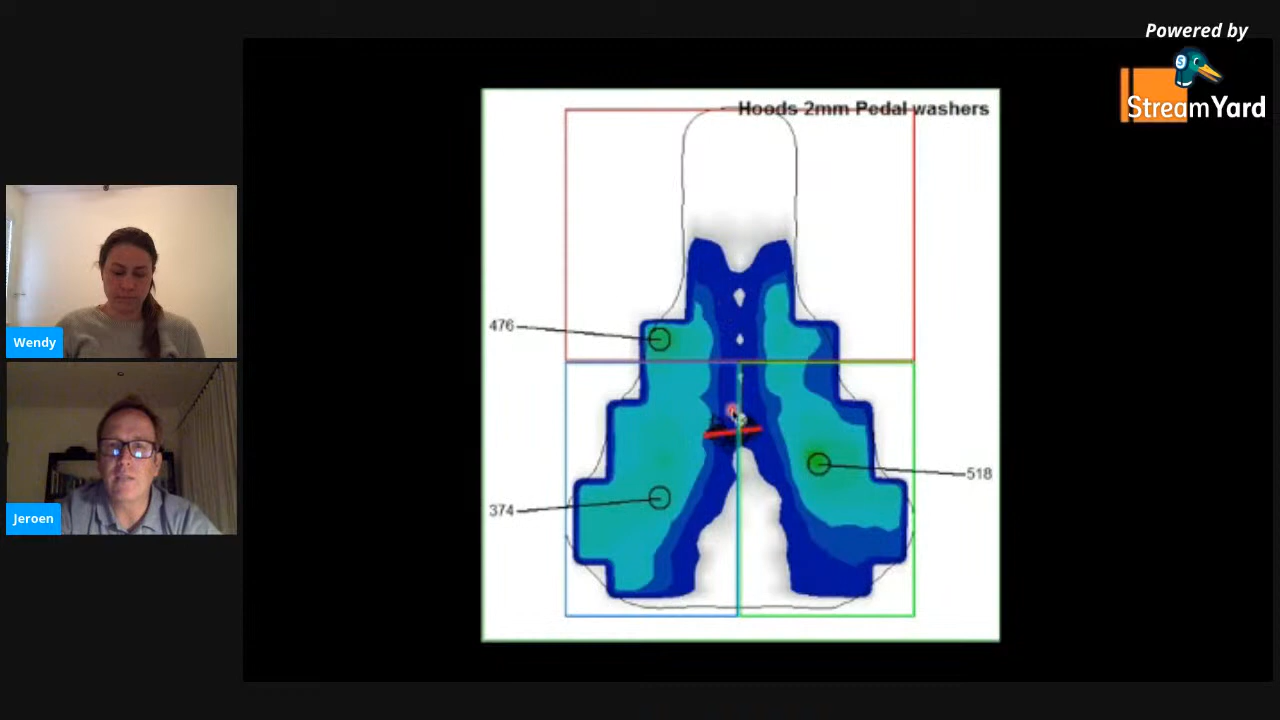 Powered by
StreamYard
Hoods 2mm Pedal washers
476
518
374
Wendy
Jeroen